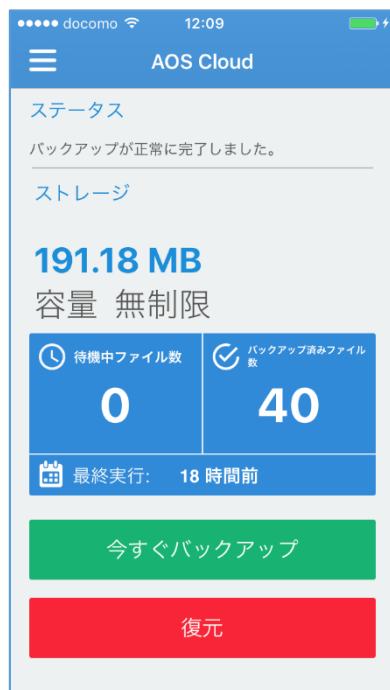 docomo 12:09
AOS Cloud
ステータス
バックアップが正常に完了しました。
ストレージ
191.18 MB
容量 無制限
待機中ファイル数
0
バックアップ済みファイル
数
40
最終実行: 18 時間前
今すぐバックアップ
復元